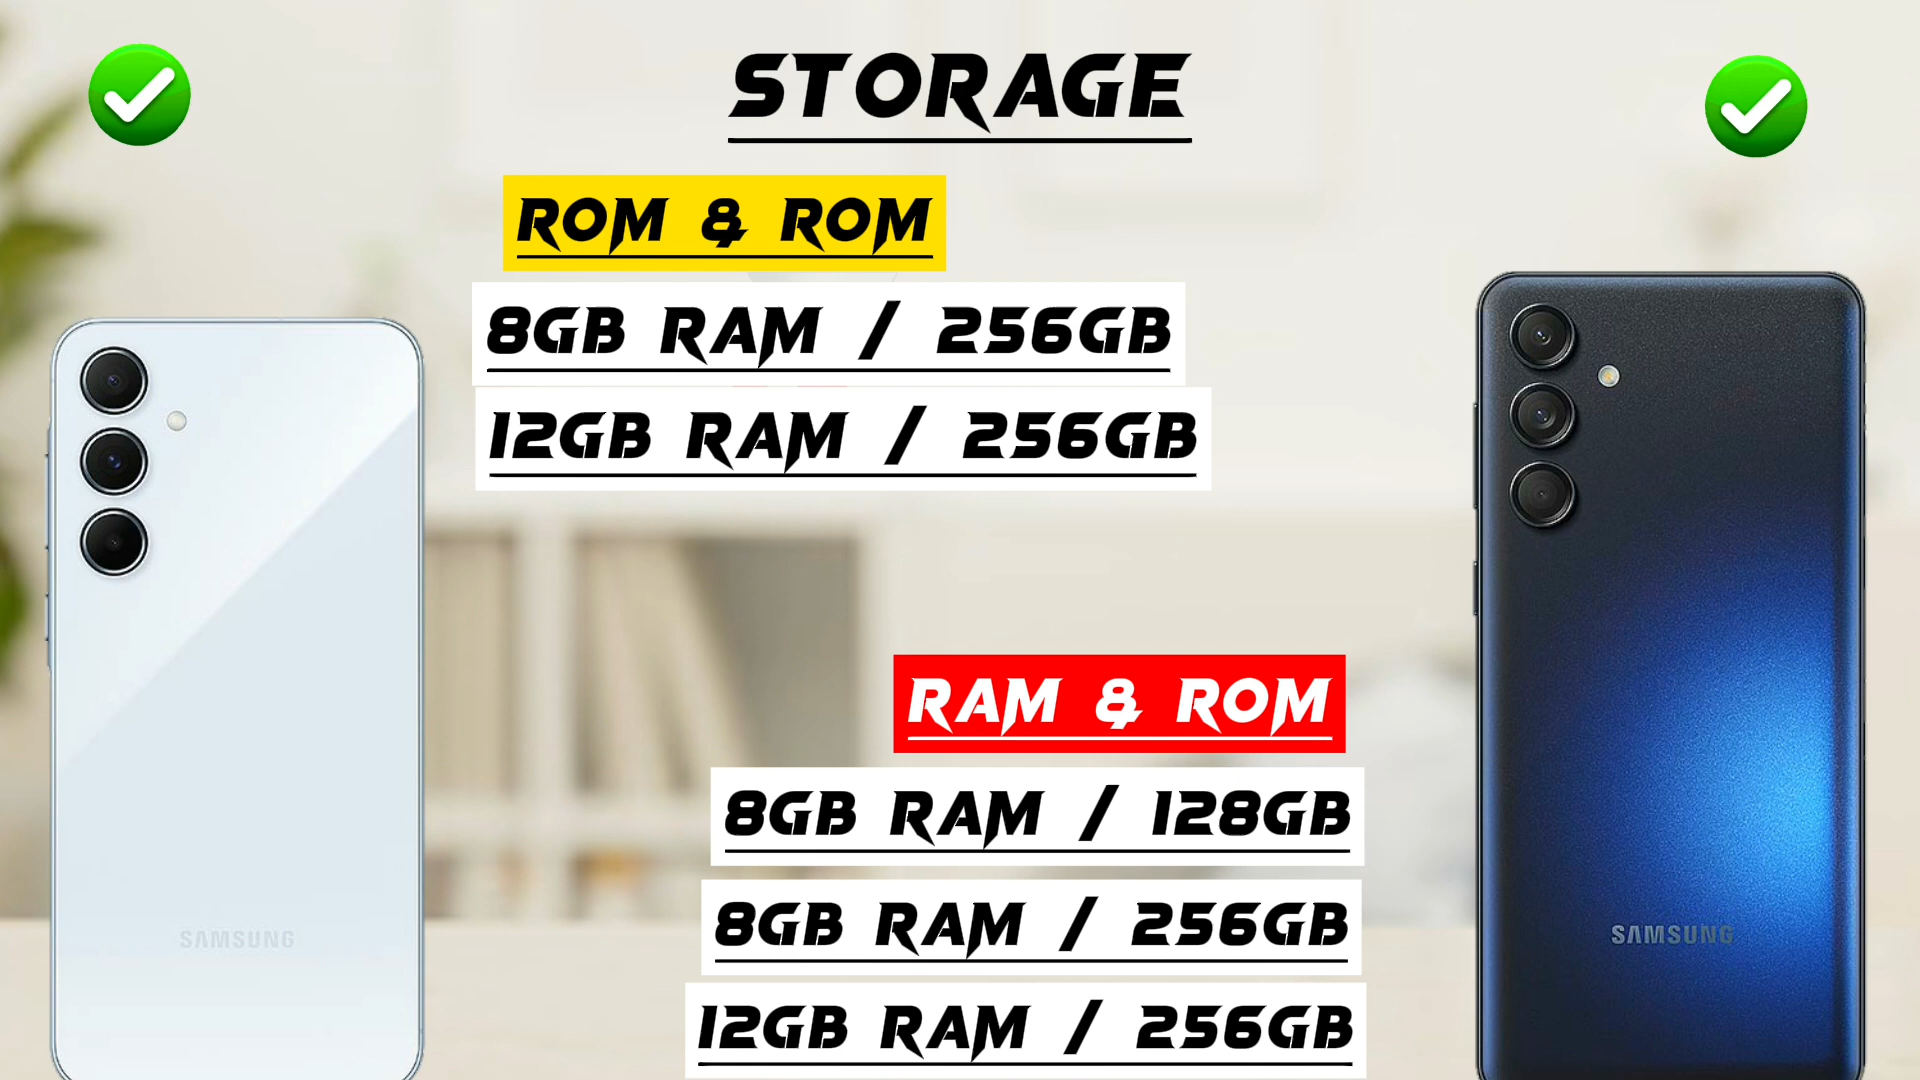 STORAGE
ROM & ROM
8GB RAM / 256GB
12GB RAM / 256GB
RAM & ROM
8GB RAM / 128GB
8GB RAM / 256GB
12GB RAM / 256GB
SAMSUNG
SAMSUNG